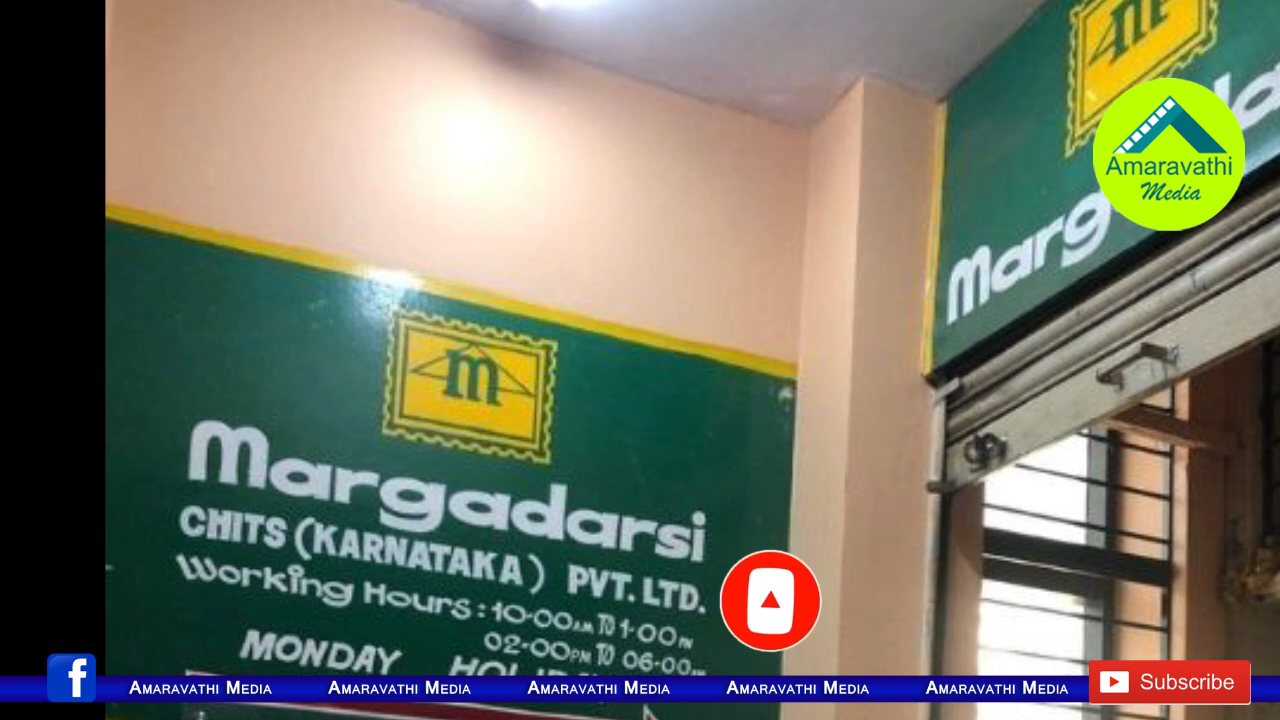 m
Amaravathi
Media
Marg
m
Margadarsi
CHITS (KARNATAKA) PVT. LTD.
Working Hours: 10-00AM TO 1-00PM
02-00PM TO 06-00PM
MONDAY
Subscribe
f
AMARAVATHI MEDIA AMARAVATHI MEDIA AMARAVATHI MEDIA AMARAVATHI MEDIA AMARAVATHI MEDIA